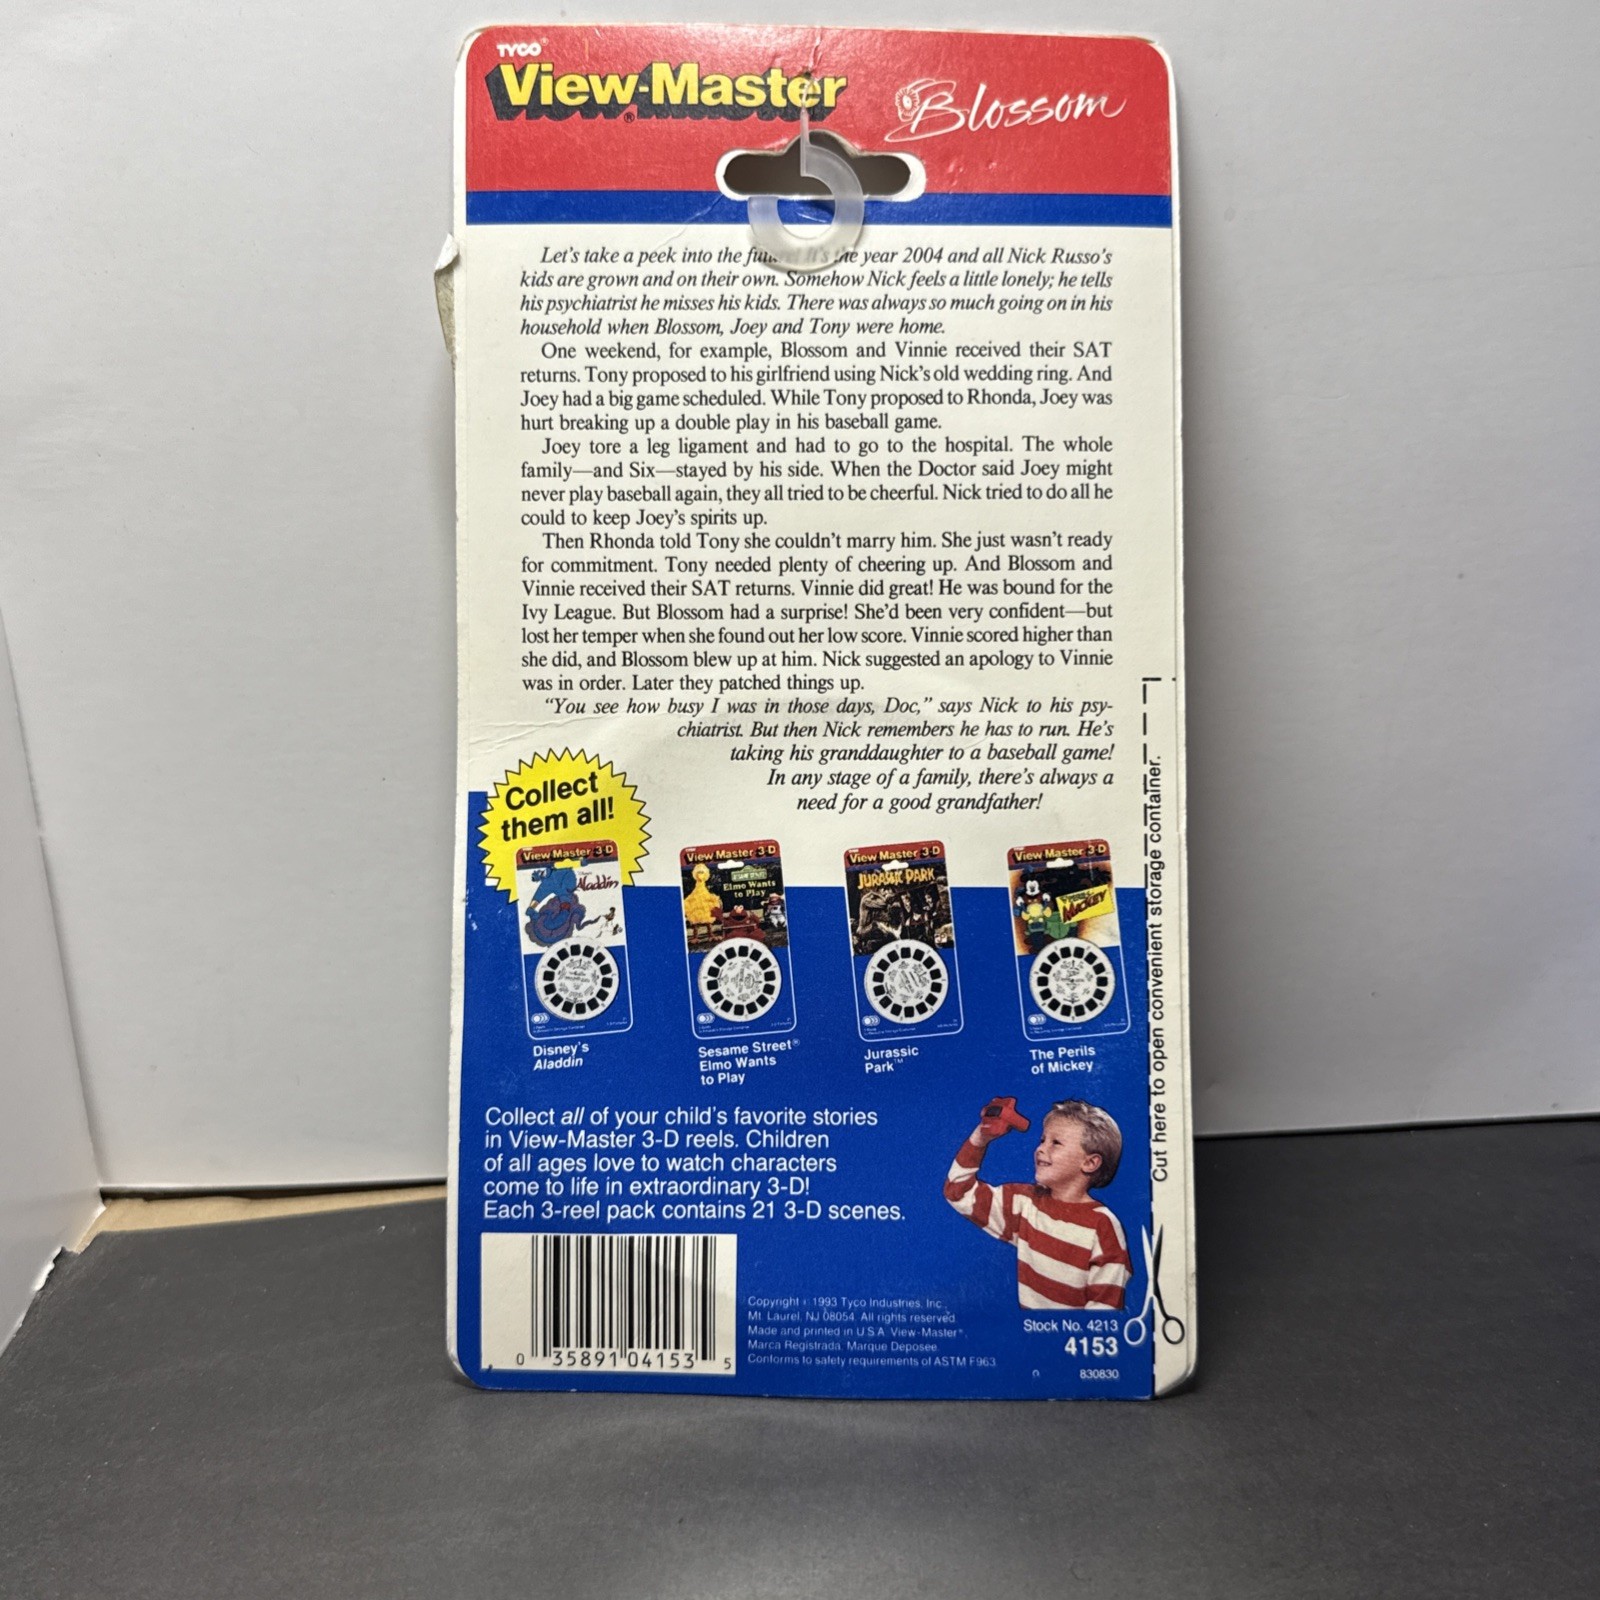 TYCO®
View-Master®
Blossom
Let's take a peek into the future! It's the year 2004 and all Nick Russo's
kids are grown and on their own. Somehow Nick feels a little lonely; he tells
his psychiatrist he misses his kids. There was always so much going on in his
household when Blossom, Joey and Tony were home.
One weekend, for example, Blossom and Vinnie received their SAT
returns. Tony proposed to his girlfriend using Nick's old wedding ring. And
Joey had a big game scheduled. While Tony proposed to Rhonda, Joey was
hurt breaking up a double play in his baseball game.
Joey tore a leg ligament and had to go to the hospital. The whole
family—and Six—stayed by his side. When the Doctor said Joey might
never play baseball again, they all tried to be cheerful. Nick tried to do all he
could to keep Joey's spirits up.
Then Rhonda told Tony she couldn't marry him. She just wasn't ready
for commitment. Tony needed plenty of cheering up. And Blossom and
Vinnie received their SAT returns. Vinnie did great! He was bound for the
Ivy League. But Blossom had a surprise! She'd been very confident—but
lost her temper when she found out her low score. Vinnie scored higher than
she did, and Blossom blew up at him. Nick suggested an apology to Vinnie
was in order. Later they patched things up.
"You see how busy I was in those days, Doc," says Nick to his psy-
chiatrist. But then Nick remembers he has to run. He's
taking his granddaughter to a baseball game!
In any stage of a family, there's always a
need for a good grandfather!
Collect
them all!
View Master 3-D
Aladdin
View Master 3-D
Elmo Wants
to Play
View Master 3-D
JURASSIC PARK
View Master 3-D
MICKEY
Disney's
Aladdin
Sesame Street®
Elmo Wants
to Play
Jurassic
Park™
The Perils
of Mickey
Collect all of your child's favorite stories
in View-Master 3-D reels. Children
of all ages love to watch characters
come to life in extraordinary 3-D!
Each 3-reel pack contains 21 3-D scenes.
Cut here to open convenient storage container.
0 35891 04153 5
Copyright 1993 Tyco Industries, Inc.,
Mt. Laurel, NJ 08054. All rights reserved.
Made and printed in U.S.A. View-Master®,
Marca Registrada. Marque Deposee.
Conforms to safety requirements of ASTM F963.
Stock No. 4213
4153
0 830830